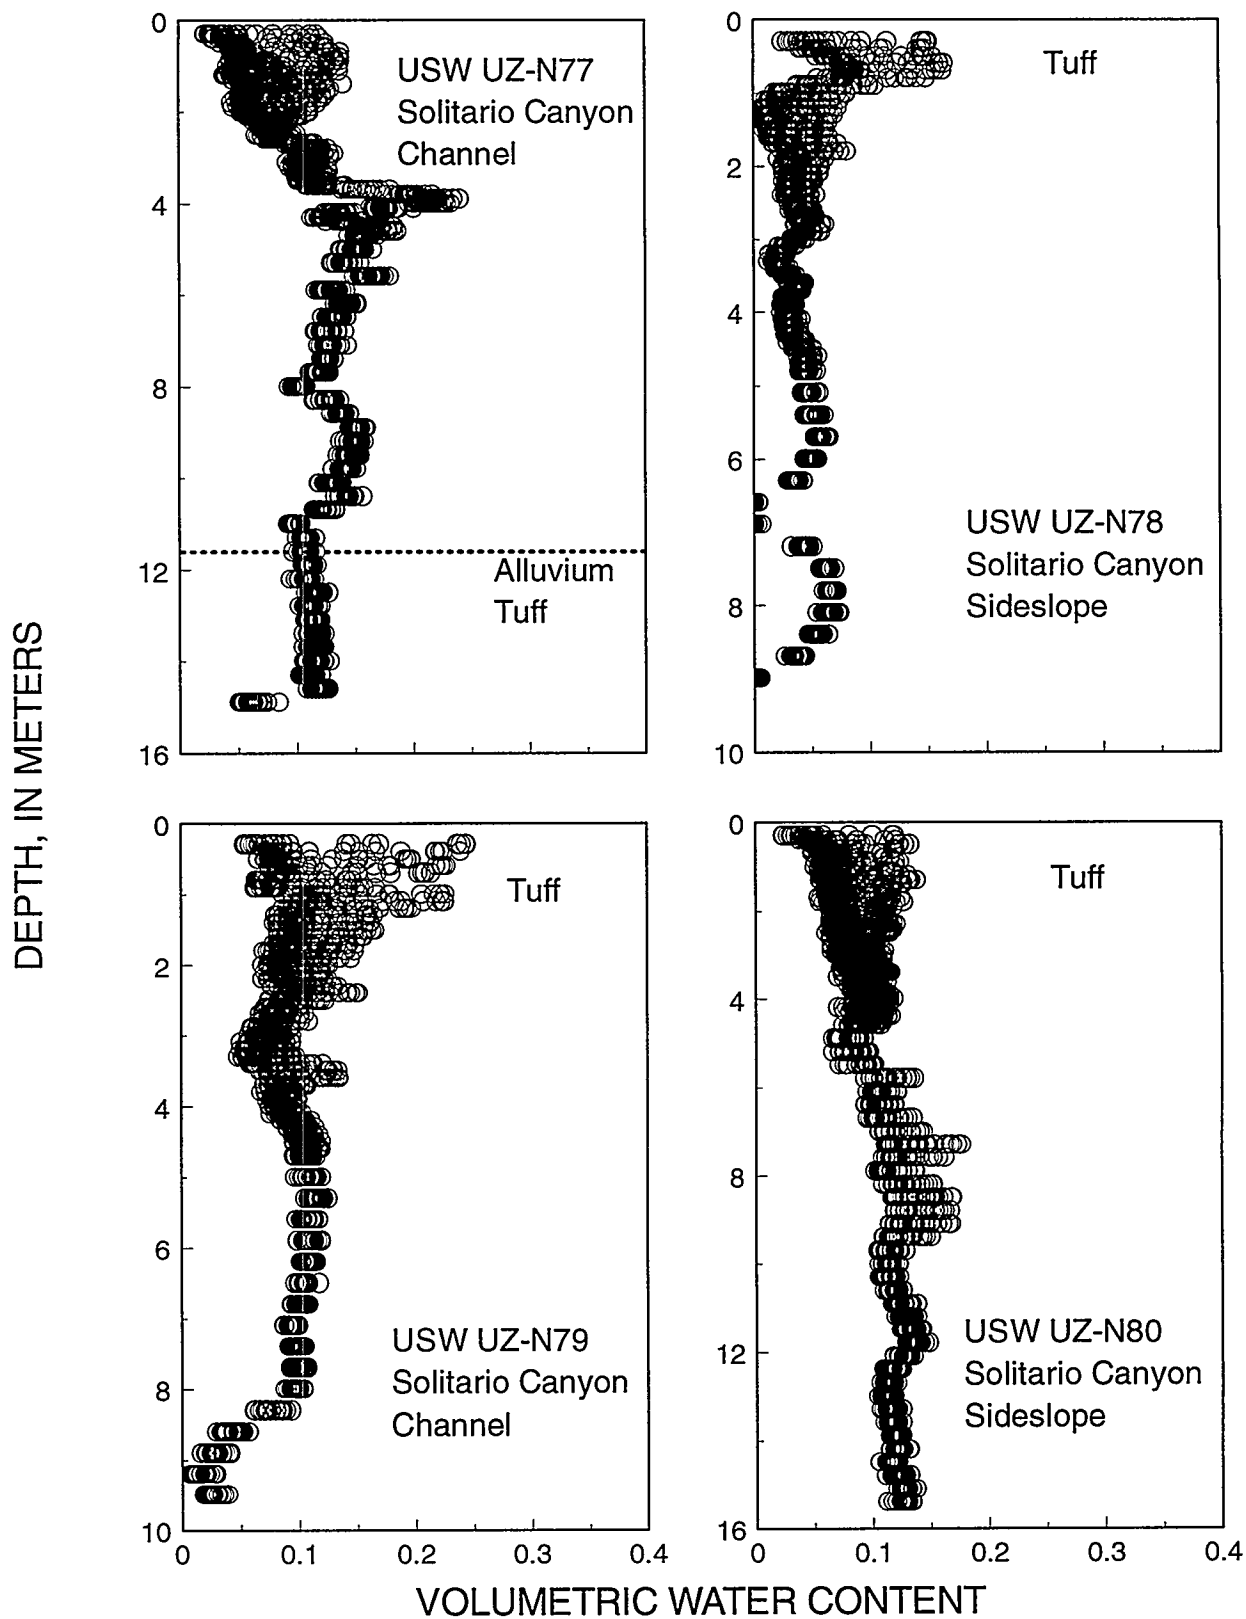 0
4
8
12
16
USW UZ-N77
Solitario Canyon
Channel
Alluvium
Tuff
0
2
4
6
8
10
Tuff
USW UZ-N78
Solitario Canyon
Sideslope
DEPTH, IN METERS
0
2
4
6
8
10
Tuff
USW UZ-N79
Solitario Canyon
Channel
0
0.1
0.2
0.3
0.4
0
4
8
12
16
Tuff
USW UZ-N80
Solitario Canyon
Sideslope
0
0.1
0.2
0.3
0.4
VOLUMETRIC WATER CONTENT